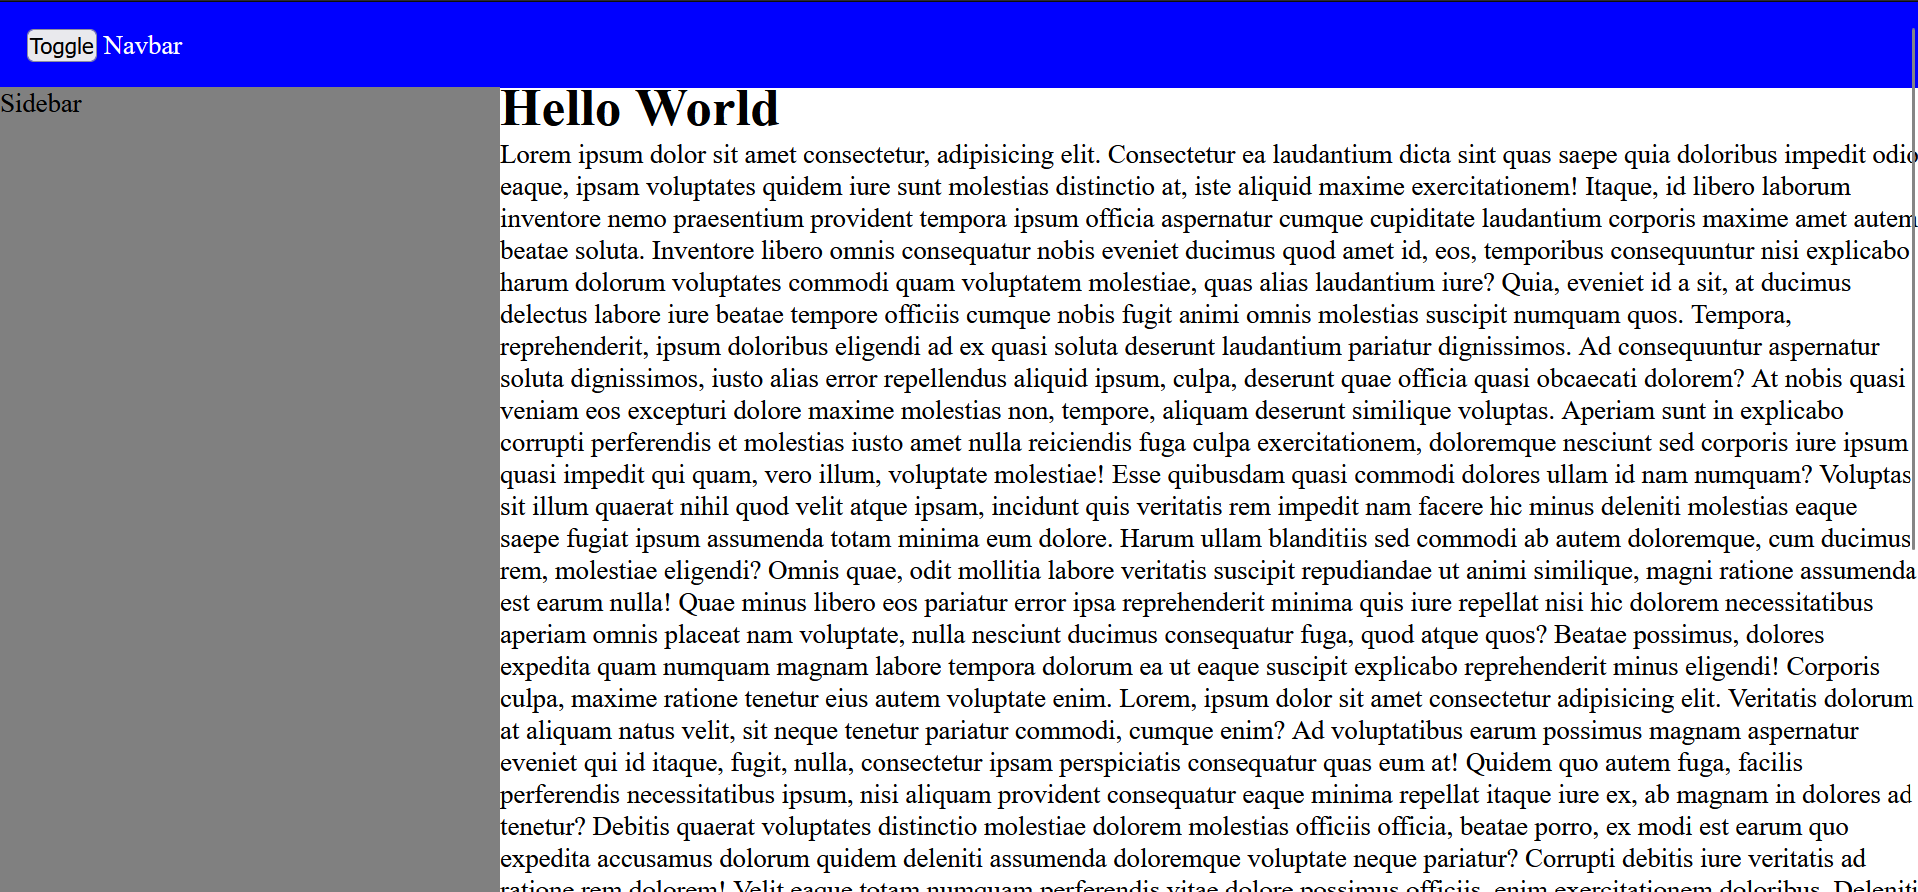 Toggle Navbar
Sidebar
Hello World
Lorem ipsum dolor sit amet consectetur, adipisicing elit. Consectetur ea laudantium dicta sint quas saepe quia doloribus impedit odio
eaque, ipsam voluptates quidem iure sunt molestias distinctio at, iste aliquid maxime exercitationem! Itaque, id libero laborum
inventore nemo praesentium provident tempora ipsum officia aspernatur cumque cupiditate laudantium corporis maxime amet autem
beatae soluta. Inventore libero omnis consequatur nobis eveniet ducimus quod amet id, eos, temporibus consequuntur nisi explicabo
harum dolorum voluptates commodi quam voluptatem molestiae, quas alias laudantium iure? Quia, eveniet id a sit, at ducimus
delectus labore iure beatae tempore officiis cumque nobis fugit animi omnis molestias suscipit numquam quos. Tempora,
reprehenderit, ipsum doloribus eligendi ad ex quasi soluta deserunt laudantium pariatur dignissimos. Ad consequuntur aspernatur
soluta dignissimos, iusto alias error repellendus aliquid ipsum, culpa, deserunt quae officia quasi obcaecati dolorem? At nobis quasi
veniam eos excepturi dolore maxime molestias non, tempore, aliquam deserunt similique voluptas. Aperiam sunt in explicabo
corrupti perferendis et molestias iusto amet nulla reiciendis fuga culpa exercitationem, doloremque nesciunt sed corporis iure ipsum
quasi impedit qui quam, vero illum, voluptate molestiae! Esse quibusdam quasi commodi dolores ullam id nam numquam? Voluptas
sit illum quaerat nihil quod velit atque ipsam, incidunt quis veritatis rem impedit nam facere hic minus deleniti molestias eaque
saepe fugiat ipsum assumenda totam minima eum dolore. Harum ullam blanditiis sed commodi ab autem doloremque, cum ducimus
rem, molestiae eligendi? Omnis quae, odit mollitia labore veritatis suscipit repudiandae ut animi similique, magni ratione assumenda
est earum nulla! Quae minus libero eos pariatur error ipsa reprehenderit minima quis iure repellat nisi hic dolorem necessitatibus
aperiam omnis placeat nam voluptate, nulla nesciunt ducimus consequatur fuga, quod atque quos? Beatae possimus, dolores
expedita quam numquam magnam labore tempora dolorum ea ut eaque suscipit explicabo reprehenderit minus eligendi! Corporis
culpa, maxime ratione tenetur eius autem voluptate enim. Lorem, ipsum dolor sit amet consectetur adipisicing elit. Veritatis dolorum
at aliquam natus velit, sit neque tenetur pariatur commodi, cumque enim? Ad voluptatibus earum possimus magnam aspernatur
eveniet qui id itaque, fugit, nulla, consectetur ipsam perspiciatis consequatur quas eum at! Quidem quo autem fuga, facilis
perferendis necessitatibus ipsum, nisi aliquam provident consequatur eaque minima repellat itaque iure ex, ab magnam in dolores ad
tenetur? Debitis quaerat voluptates distinctio molestiae dolorem molestias officiis officia, beatae porro, ex modi est earum quo
expedita accusamus dolorum quidem deleniti assumenda doloremque voluptate neque pariatur? Corrupti debitis iure veritatis ad
ratione rem dolorem! Velit eaque totam numquam perferendis vitae dolore possimus officiis, enim exercitationem doloribus. Deleniti